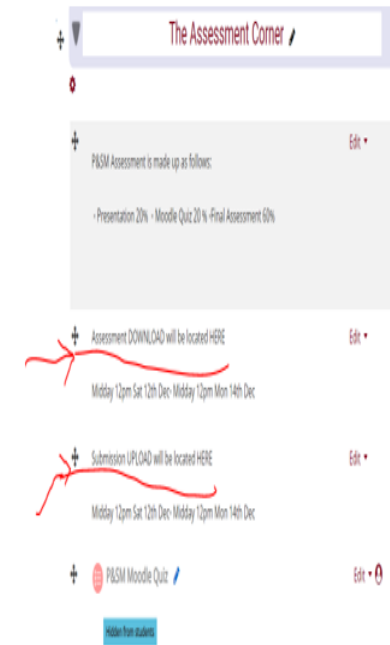 The Assessment Corner
Edit
P&SM Assessment is made up as follows:
- Presentation 20% - Moodle Quiz 20 % -Final Assessment 60%
Assessment DOWNLOAD will be located HERE
Edit
Midday 12pm Sat 12th Dec- Midday 12pm Mon 14th Dec
Submission UPLOAD will be located HERE
Edit
Midday 12pm Sat 12th Dec- Midday 12pm Mon 14th Dec
P&SM Moodle Quiz
Edit
Hidden from students